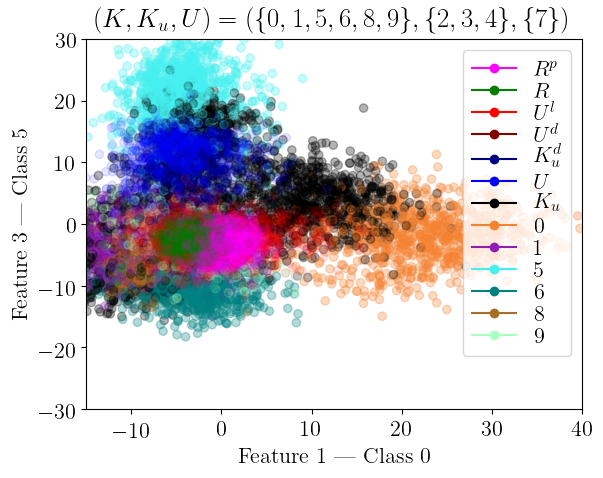 (K, K_u, U) = ({0, 1, 5, 6, 8, 9}, {2, 3, 4}, {7})
30
20
10
0
−10
−20
−30
Feature 3 — Class 5
−10
0
10
20
30
40
Feature 1 — Class 0
R^p
R
U^l
U^d
K_u^d
U
K_u
0
1
5
6
8
9